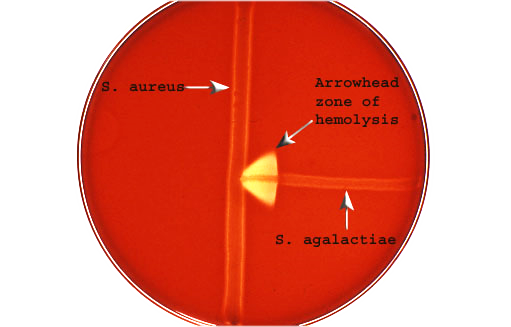 S. aureus
Arrowhead
zone of
hemolysis
S. agalactiae